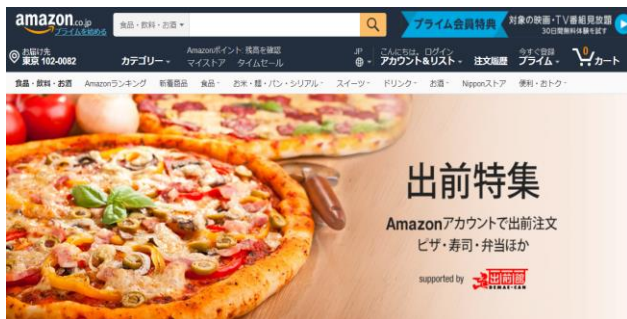 amazon.co.jp
プライムを始める
食品・飲料・お酒
プライム会員特典
対象の映画・TV番組見放題
30日間無料体験を試す
お届け先
東京 102-0082
カテゴリー
Amazonポイント: 残高を確認
マイストア タイムセール
JP
こんにちは, ログイン
アカウント&リスト
注文履歴
今すぐ登録
プライム
0
カート
食品・飲料・お酒 Amazonランキング 新着商品 食品 お米・麺・パン・シリアル スイーツ ドリンク お酒 Nipponストア 便利・おトク
出前特集
Amazonアカウントで出前注文
ピザ・寿司・弁当ほか
supported by 出前館
DEMAE-CAN